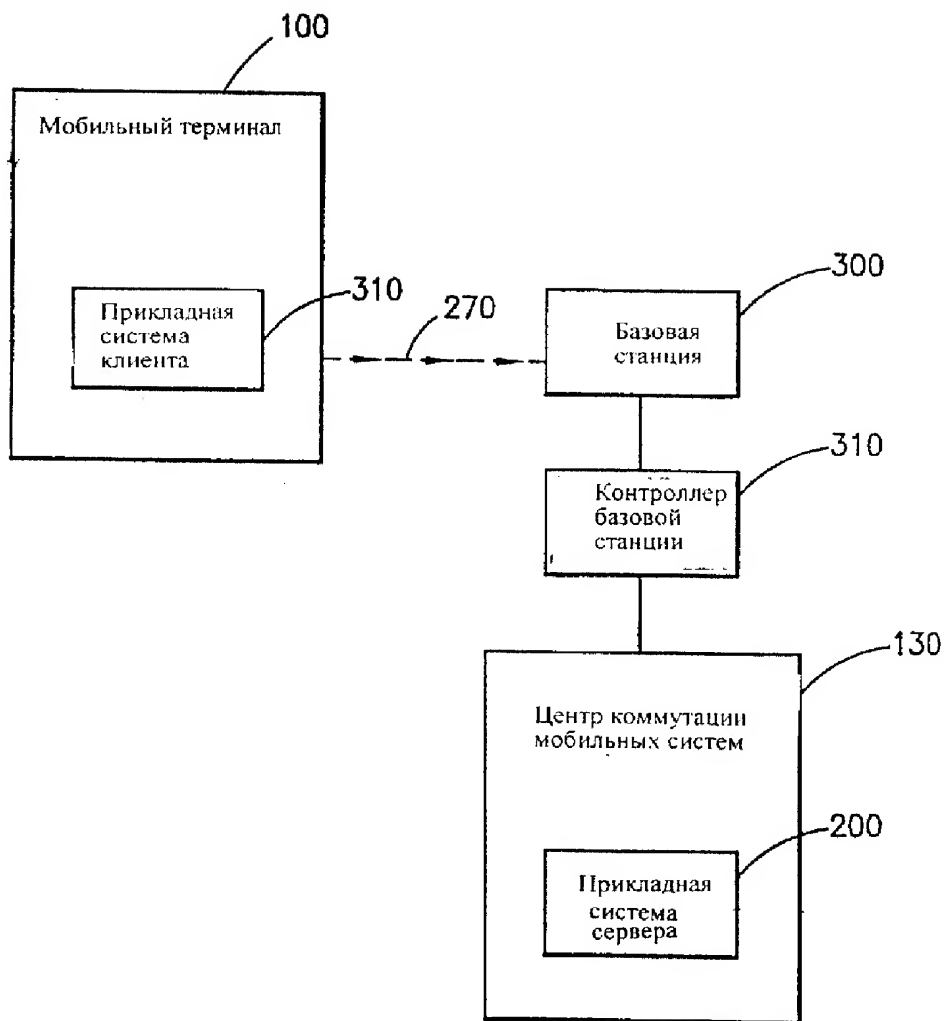 100
Мобильный терминал
310
Прикладная
система
клиента
270
300
Базовая
станция
310
Контроллер
базовой
станции
130
Центр коммутации
мобильных систем
200
Прикладная
система
сервера